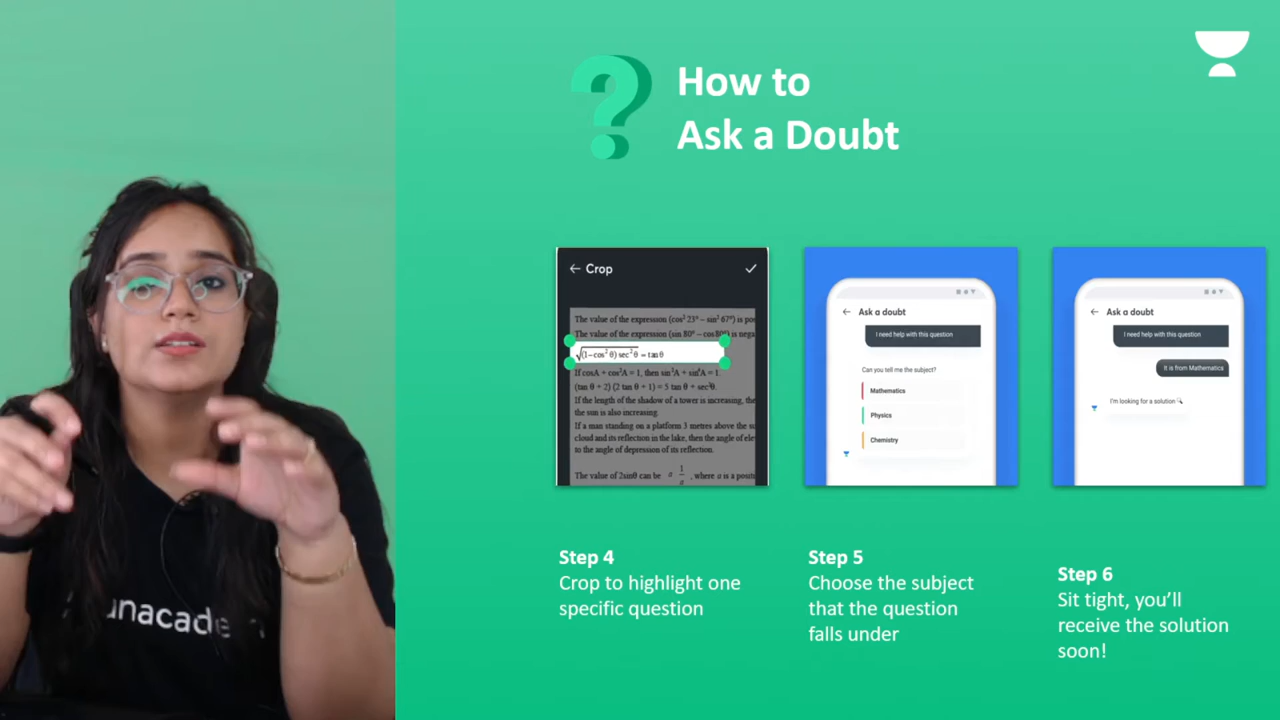 How to
Ask a Doubt
Crop
The value of the expression (cos² 23° – sin² 67°) is
The value of the expression (sin 80° – cos 80°) is
√(1–cos² θ) sec² θ = tan θ
If cosA + cos²A = 1, then sin²A + sin⁴A = 1.
(tan θ + 2) (2 tan θ + 1) = 5 tan θ + sec²θ.
If the length of the shadow of a tower is increasing,
the sun is also increasing.
If a man standing on a platform 3 metres above the
cloud and its reflection in the lake, then the angle of
to the angle of depression of its reflection.
The value of 2sinθ can be a 1/a, where a is a
Ask a doubt
I need help with this question
Can you tell me the subject?
Mathematics
Physics
Chemistry
Ask a doubt
I need help with this question
It is from Mathematics
I'm looking for a solution
Step 4
Crop to highlight one
specific question
Step 5
Choose the subject
that the question
falls under
Step 6
Sit tight, you'll
receive the solution
soon!
unacade